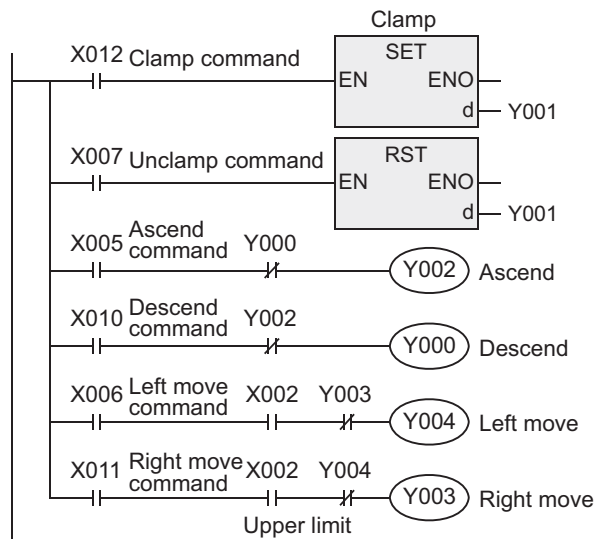 Clamp
X012 Clamp command
SET
EN ENO
d Y001
X007 Unclamp command
RST
EN ENO
d Y001
X005 Ascend command Y000
Y002 Ascend
X010 Descend command Y002
Y000 Descend
X006 Left move command X002 Y003
Y004 Left move
X011 Right move command X002 Y004
Y003 Right move
Upper limit